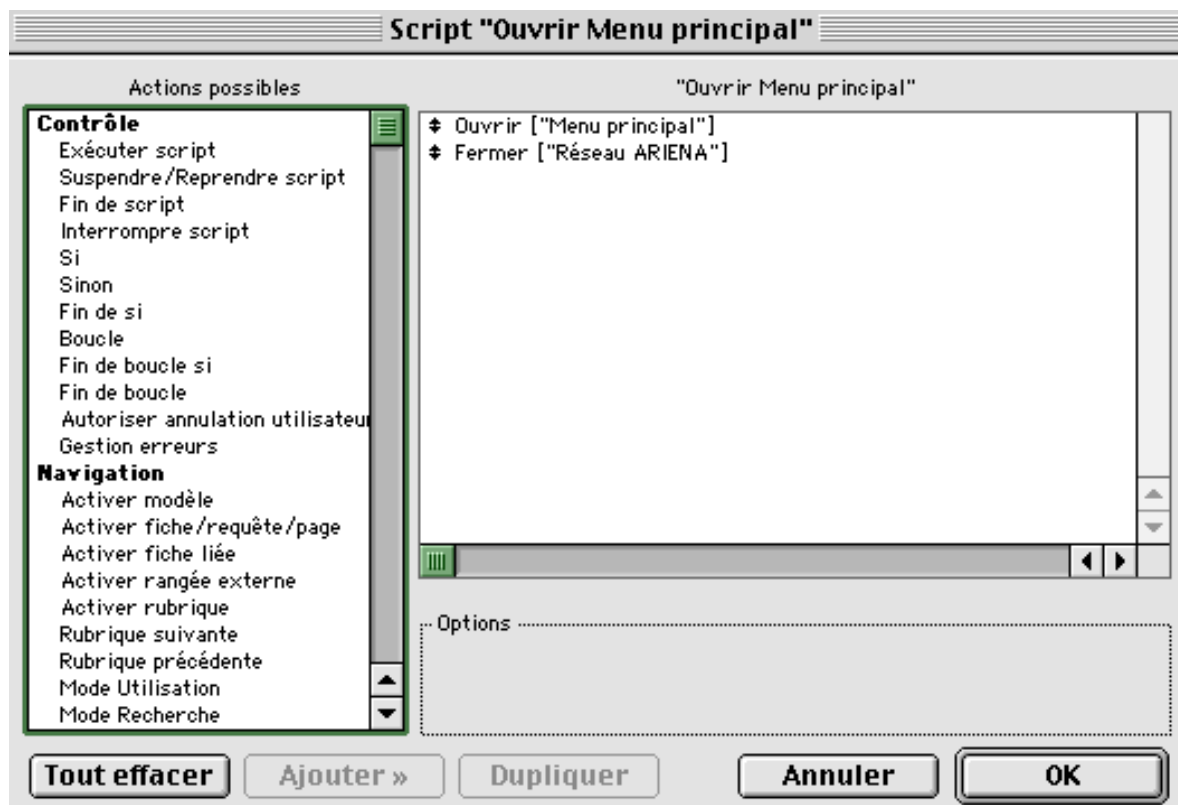 Script "Ouvrir Menu principal"
Actions possibles
Contrôle
Exécuter script
Suspendre/Reprendre script
Fin de script
Interrompre script
Si
Sinon
Fin de si
Boucle
Fin de boucle si
Fin de boucle
Autoriser annulation utilisateu
Gestion erreurs
Navigation
Activer modèle
Activer fiche/requête/page
Activer fiche liée
Activer rangée externe
Activer rubrique
Rubrique suivante
Rubrique précédente
Mode Utilisation
Mode Recherche
"Ouvrir Menu principal"
Ouvrir ["Menu principal"]
Fermer ["Réseau ARIENA"]
Options
Tout effacer
Ajouter »
Dupliquer
Annuler
OK